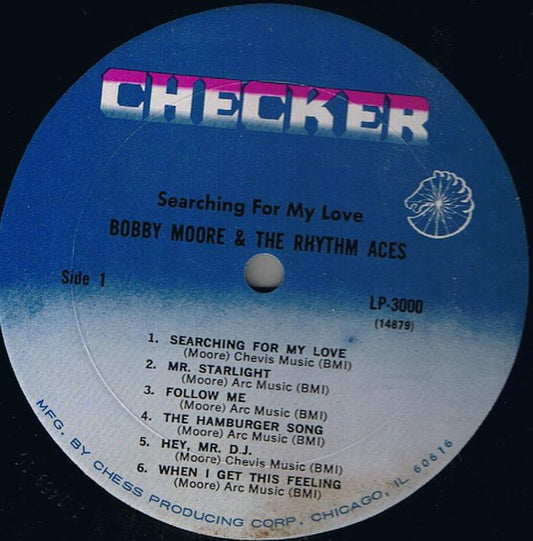 CHECKER
Searching For My Love
BOBBY MOORE & THE RHYTHM ACES
Side 1
LP-3000
(14879)
1. SEARCHING FOR MY LOVE
(Moore) Chevis Music (BMI)
2. MR. STARLIGHT
(Moore) Arc Music (BMI)
3. FOLLOW ME
(Moore) Arc Music (BMI)
4. THE HAMBURGER SONG
(Moore) Arc Music (BMI)
5. HEY, MR. D.J.
(Moore) Chevis Music (BMI)
6. WHEN I GET THIS FEELING
(Moore) Arc Music (BMI)
MFG. BY CHESS PRODUCING CORP. CHICAGO, IL 60616